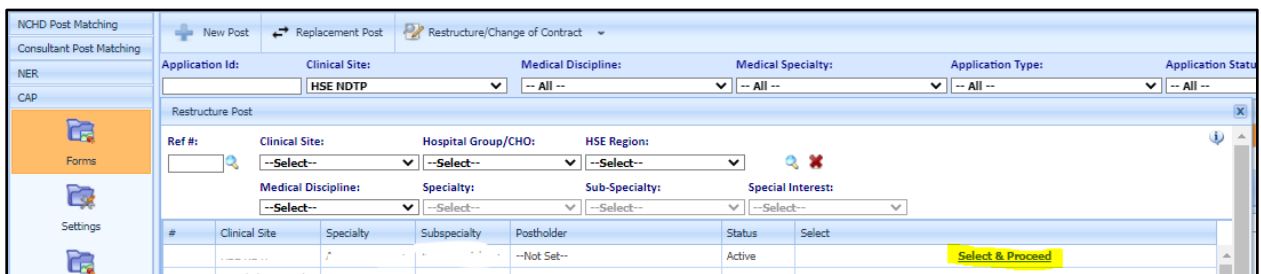 NCHD Post Matching
Consultant Post Matching
NER
CAP
Forms
Settings
New Post Replacement Post Restructure/Change of Contract
Application Id: Clinical Site: Medical Discipline: Medical Specialty: Application Type: Application Statu
HSE NDTP -- All -- -- All -- -- All -- -- All --
Restructure Post
Ref #: Clinical Site: Hospital Group/CHO: HSE Region:
--Select-- --Select-- --Select--
Medical Discipline: Specialty: Sub-Specialty: Special Interest:
--Select-- --Select-- --Select-- --Select--
# Clinical Site Specialty Subspecialty Postholder Status Select
--Not Set-- Active Select & Proceed